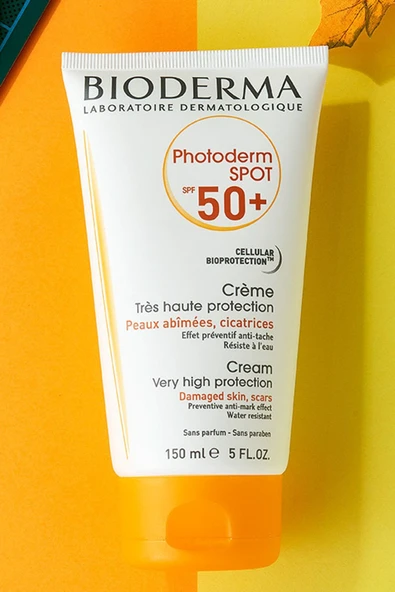 BIODERMA
LABORATOIRE DERMATOLOGIQUE
Photoderm
SPOT
SPF 50+
CELLULAR
BIOPROTECTION™
Crème
Très haute protection
Peaux abîmées, cicatrices
Effet préventif anti-tache
Résiste à l'eau
Cream
Very high protection
Damaged skin, scars
Preventive anti-mark effect
Water resistant
Sans parfum - Sans paraben
150 ml e 5 FL.OZ.